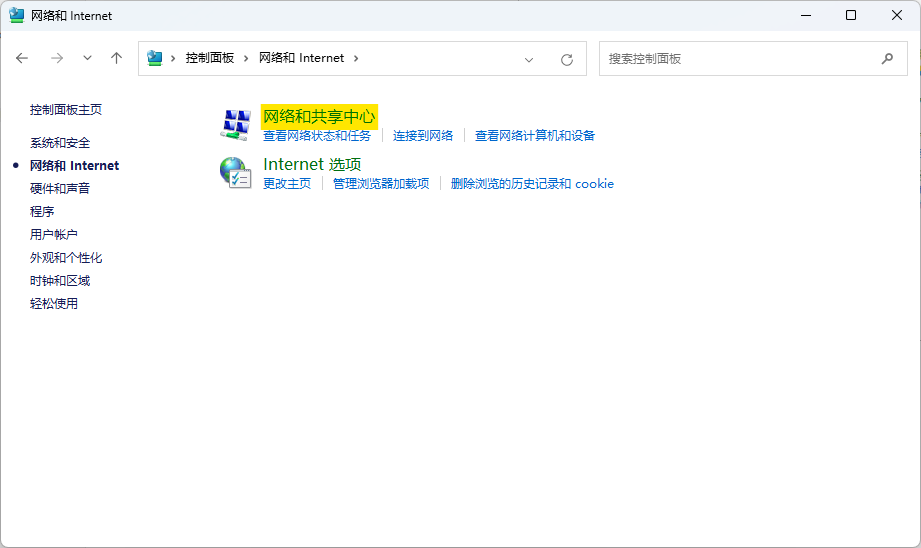 网络和 Internet
控制面板 › 网络和 Internet ›
搜索控制面板
控制面板主页
系统和安全
网络和 Internet
硬件和声音
程序
用户帐户
外观和个性化
时钟和区域
轻松使用
网络和共享中心
查看网络状态和任务 | 连接到网络 | 查看网络计算机和设备
Internet 选项
更改主页 | 管理浏览器加载项 | 删除浏览的历史记录和 cookie